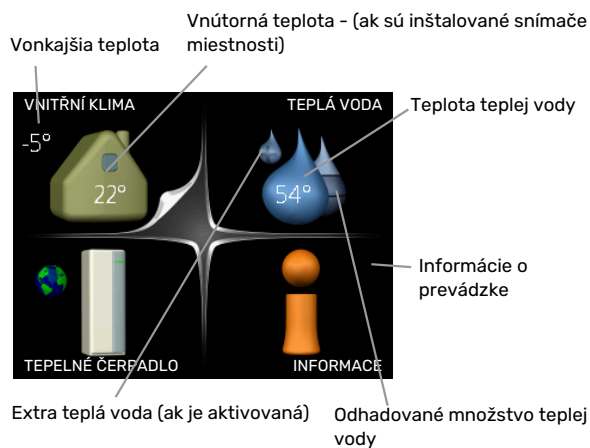 Vnútorná teplota - (ak sú inštalované snímače
miestnosti)
Vonkajšia teplota
VNITŘNÍ KLIMA
TEPLÁ VODA
Teplota teplej vody
-5°
22°
54°
Informácie o
prevádzke
TEPELNÉ ČERPADLO
INFORMACE
Extra teplá voda (ak je aktivovaná)
Odhadované množstvo teplej
vody